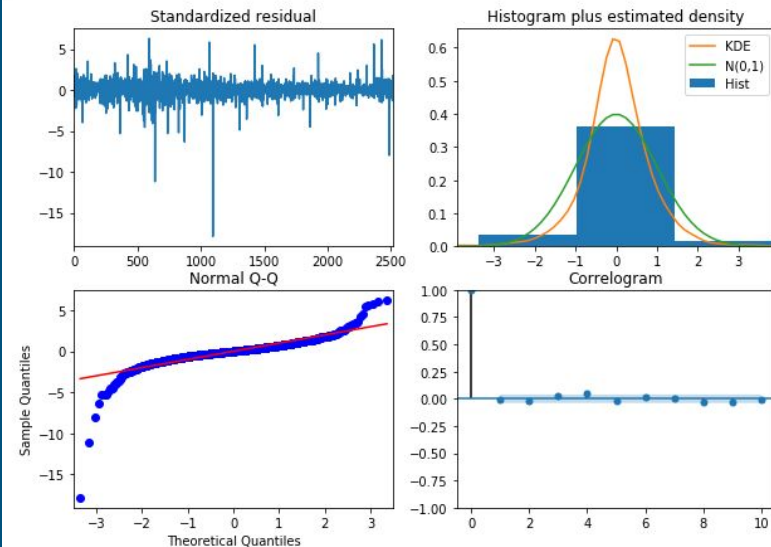 Standardized residual
5
0
−5
−10
−15
0 500 1000 1500 2000 2500
Histogram plus estimated density
KDE
N(0,1)
Hist
0.6
0.5
0.4
0.3
0.2
0.1
0.0
−3 −2 −1 0 1 2 3
Normal Q-Q
Sample Quantiles
5
0
−5
−10
−15
−3 −2 −1 0 1 2 3
Theoretical Quantiles
Correlogram
1.00
0.75
0.50
0.25
0.00
−0.25
−0.50
−0.75
−1.00
0 2 4 6 8 10